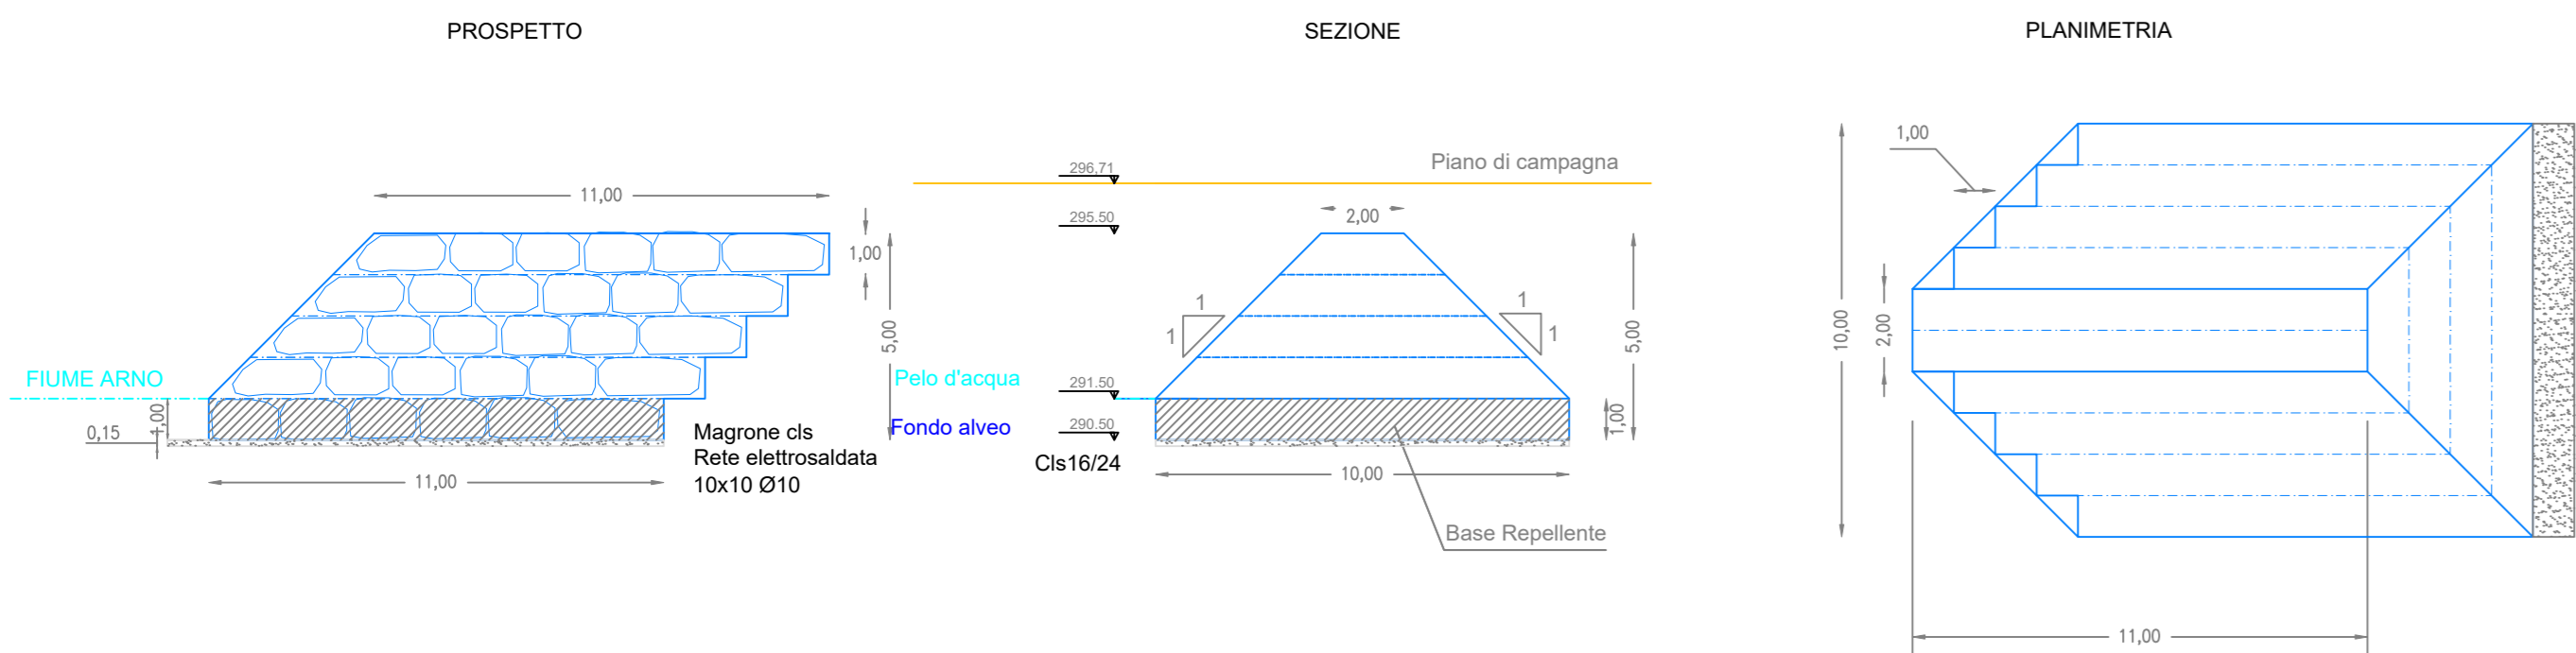 PROSPETTO
11,00
1,00
5,00
FIUME ARNO
1,00
0,15
11,00
Magrone cls
Rete elettrosaldata
10x10 Ø10
SEZIONE
296,71
Piano di campagna
295.50
2,00
1
1
1
1
5,00
Pelo d'acqua
291.50
Fondo alveo
290.50
1,00
Cls16/24
10,00
Base Repellente
PLANIMETRIA
1,00
10,00
2,00
11,00